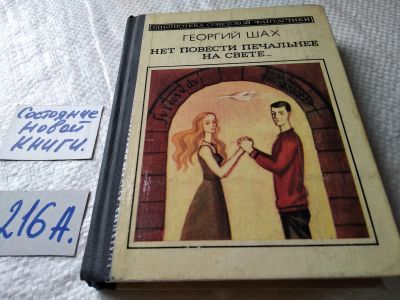 БИБЛИОТЕКА СОВЕТСКОЙ ФАНТАСТИКИ
ГЕОРГИЙ ШАХ
НЕТ ПОВЕСТИ ПЕЧАЛЬНЕЕ
НА СВЕТЕ...
Состояние
новой
книги.
216А.